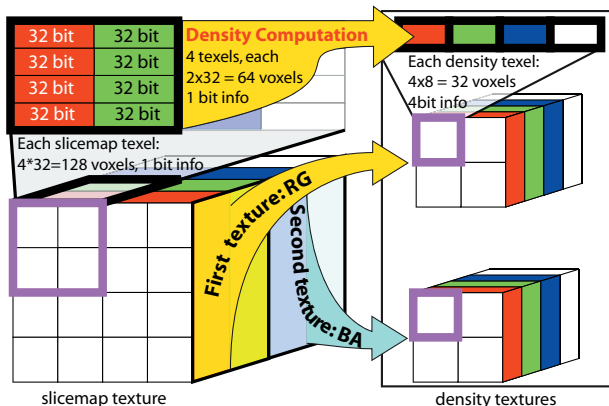 32 bit 32 bit
32 bit 32 bit
32 bit 32 bit
32 bit 32 bit
Density Computation
4 texels, each
2x32 = 64 voxels
1 bit info
Each slicemap texel:
4*32=128 voxels, 1 bit info
Each density texel:
4x8 = 32 voxels
4bit info
First texture: RG
Second texture: BA
slicemap texture
density textures